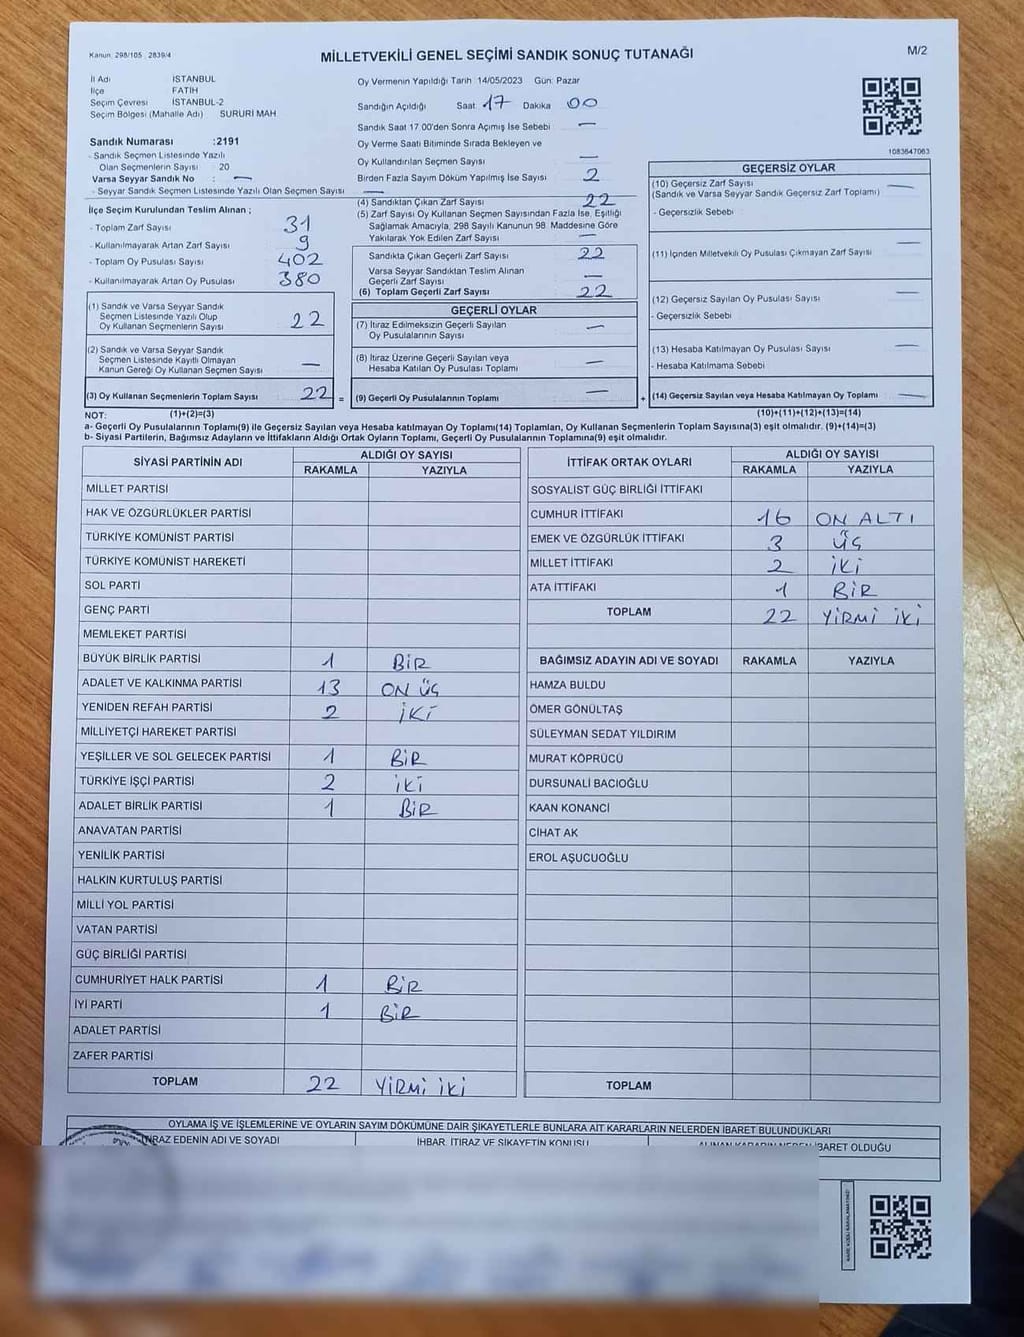 Kanun: 298/105 2839/4
MİLLETVEKİLİ GENEL SEÇİMİ SANDIK SONUÇ TUTANAĞI
M/2
İl Adı İSTANBUL
İlçe FATİH
Seçim Çevresi İSTANBUL-2
Seçim Bölgesi (Mahalle Adı) SURURİ MAH
Oy Vermenin Yapıldığı Tarih 14/05/2023 Gün: Pazar
Sandığın Açıldığı Saat 17 Dakika 00
Sandık Saat 17 00'den Sonra Açımış İse Sebebi —
Oy Verme Saati Bitiminde Sırada Bekleyen ve
Oy Kullandırılan Seçmen Sayısı —
Birden Fazla Sayım Döküm Yapılmış İse Sayısı 2
1083647063
Sandık Numarası :2191
- Sandık Seçmen Listesinde Yazılı
Olan Seçmenlerin Sayısı 20
Varsa Seyyar Sandık No : —
- Seyyar Sandık Seçmen Listesinde Yazılı Olan Seçmen Sayısı —
İlçe Seçim Kurulundan Teslim Alınan ;
- Toplam Zarf Sayısı 31
- Kullanılmayarak Artan Zarf Sayısı 9
- Toplam Oy Pusulası Sayısı 402
- Kullanılmayarak Artan Oy Pusulası 380
(1) Sandık ve Varsa Seyyar Sandık
Seçmen Listesinde Yazılı Olup
Oy Kullanan Seçmenlerin Sayısı 22
(2) Sandık ve Varsa Seyyar Sandık
Seçmen Listesinde Kayıtlı Olmayan
Kanun Gereği Oy Kullanan Seçmen Sayısı —
(3) Oy Kullanan Seçmenlerin Toplam Sayısı 22 =
(4) Sandıktan Çıkan Zarf Sayısı 22
(5) Zarf Sayısı Oy Kullanan Seçmen Sayısından Fazla İse, Eşitliği
Sağlamak Amacıyla, 298 Sayılı Kanunun 98. Maddesine Göre
Yakılarak Yok Edilen Zarf Sayısı —
Sandıkta Çıkan Geçerli Zarf Sayısı 22
Varsa Seyyar Sandıktan Teslim Alınan
Geçerli Zarf Sayısı —
(6) Toplam Geçerli Zarf Sayısı 22
GEÇERLİ OYLAR
(7) İtiraz Edilmeksizin Geçerli Sayılan
Oy Pusulalarının Sayısı —
(8) İtiraz Üzerine Geçerli Sayılan veya
Hesaba Katılan Oy Pusulası Toplamı —
(9) Geçerli Oy Pusulalarının Toplamı — +
GEÇERSİZ OYLAR
(10) Geçersiz Zarf Sayısı —
(Sandık ve Varsa Seyyar Sandık Geçersiz Zarf Toplamı)
- Geçersizlik Sebebi
(11) İçinden Milletvekili Oy Pusulası Çıkmayan Zarf Sayısı —
(12) Geçersiz Sayılan Oy Pusulası Sayısı —
- Geçersizlik Sebebi:
(13) Hesaba Katılmayan Oy Pusulası Sayısı —
- Hesaba Katılmama Sebebi
(14) Geçersiz Sayılan veya Hesaba Katılmayan Oy Toplamı —
NOT: (1)+(2)=(3) (10)+(11)+(12)+(13)=(14)
a- Geçerli Oy Pusulalarının Toplamı(9) ile Geçersiz Sayılan veya Hesaba katılmayan Oy Toplamı(14) Toplamları, Oy Kullanan Seçmenlerin Toplam Sayısına(3) eşit olmalıdır. (9)+(14)=(3)
b- Siyasi Partilerin, Bağımsız Adayların ve İttifakların Aldığı Ortak Oyların Toplamı, Geçerli Oy Pusulalarının Toplamına(9) eşit olmalıdır.
SİYASİ PARTİNİN ADI ALDIĞI OY SAYISI
RAKAMLA YAZIYLA
MİLLET PARTİSİ
HAK VE ÖZGÜRLÜKLER PARTİSİ
TÜRKİYE KOMÜNİST PARTİSİ
TÜRKİYE KOMÜNİST HAREKETİ
SOL PARTİ
GENÇ PARTİ
MEMLEKET PARTİSİ
BÜYÜK BİRLİK PARTİSİ 1 BİR
ADALET VE KALKINMA PARTİSİ 13 ON ÜÇ
YENİDEN REFAH PARTİSİ 2 İKİ
MİLLİYETÇİ HAREKET PARTİSİ
YEŞİLLER VE SOL GELECEK PARTİSİ 1 BİR
TÜRKİYE İŞÇİ PARTİSİ 2 İKİ
ADALET BİRLİK PARTİSİ 1 BİR
ANAVATAN PARTİSİ
YENİLİK PARTİSİ
HALKIN KURTULUŞ PARTİSİ
MİLLİ YOL PARTİSİ
VATAN PARTİSİ
GÜÇ BİRLİĞİ PARTİSİ
CUMHURİYET HALK PARTİSİ 1 BİR
İYİ PARTİ 1 BİR
ADALET PARTİSİ
ZAFER PARTİSİ
TOPLAM 22 YİRMİ İKİ
İTTİFAK ORTAK OYLARI ALDIĞI OY SAYISI
RAKAMLA YAZIYLA
SOSYALİST GÜÇ BİRLİĞİ İTTİFAKI
CUMHUR İTTİFAKI 16 ON ALTI
EMEK VE ÖZGÜRLÜK İTTİFAKI 3 ÜÇ
MİLLET İTTİFAKI 2 İKİ
ATA İTTİFAKI 1 BİR
TOPLAM 22 YİRMİ İKİ
BAĞIMSIZ ADAYIN ADI VE SOYADI RAKAMLA YAZIYLA
HAMZA BULDU
ÖMER GÖNÜLTAŞ
SÜLEYMAN SEDAT YILDIRIM
MURAT KÖPRÜCÜ
DURSUNALİ BACIOĞLU
KAAN KONANCİ
CİHAT AK
EROL AŞUCUOĞLU
TOPLAM
OYLAMA İŞ VE İŞLEMLERİNE VE OYLARIN SAYIM DÖKÜMÜNE DAİR ŞİKAYETLERLE BUNLARA AİT KARARLARIN NELERDEN İBARET BULUNDUKLARI
İRAZ EDENİN ADI VE SOYADI İHBAR, İTİRAZ VE ŞİKAYETİN KONUSU ALINAN KARARIN NEDEN İBARET OLDUĞU